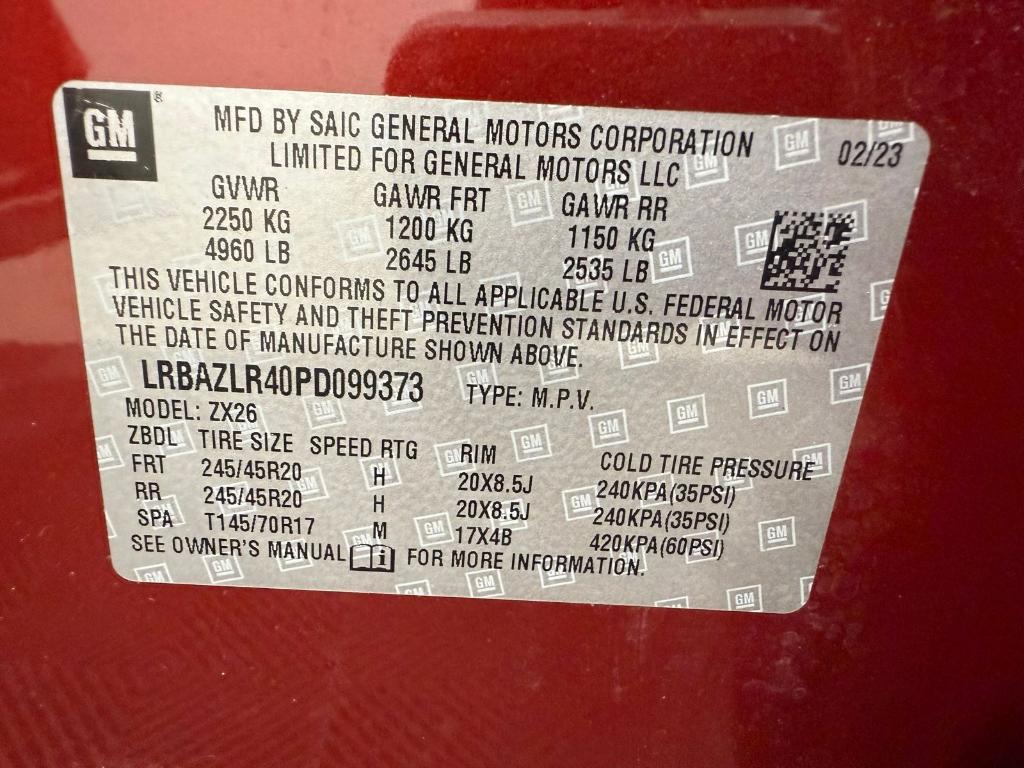 GM
MFD BY SAIC GENERAL MOTORS CORPORATION
LIMITED FOR GENERAL MOTORS LLC
02/23
GVWR GAWR FRT GAWR RR
2250 KG 1200 KG 1150 KG
4960 LB 2645 LB 2535 LB
THIS VEHICLE CONFORMS TO ALL APPLICABLE U.S. FEDERAL MOTOR
VEHICLE SAFETY AND THEFT PREVENTION STANDARDS IN EFFECT ON
THE DATE OF MANUFACTURE SHOWN ABOVE.
LRBAZLR40PD099373 TYPE: M.P.V.
MODEL: ZX26
ZBDL TIRE SIZE SPEED RTG RIM COLD TIRE PRESSURE
FRT 245/45R20 H 20X8.5J 240KPA(35PSI)
RR 245/45R20 H 20X8.5J 240KPA(35PSI)
SPA T145/70R17 M 17X4B 420KPA(60PSI)
SEE OWNER'S MANUAL i FOR MORE INFORMATION.